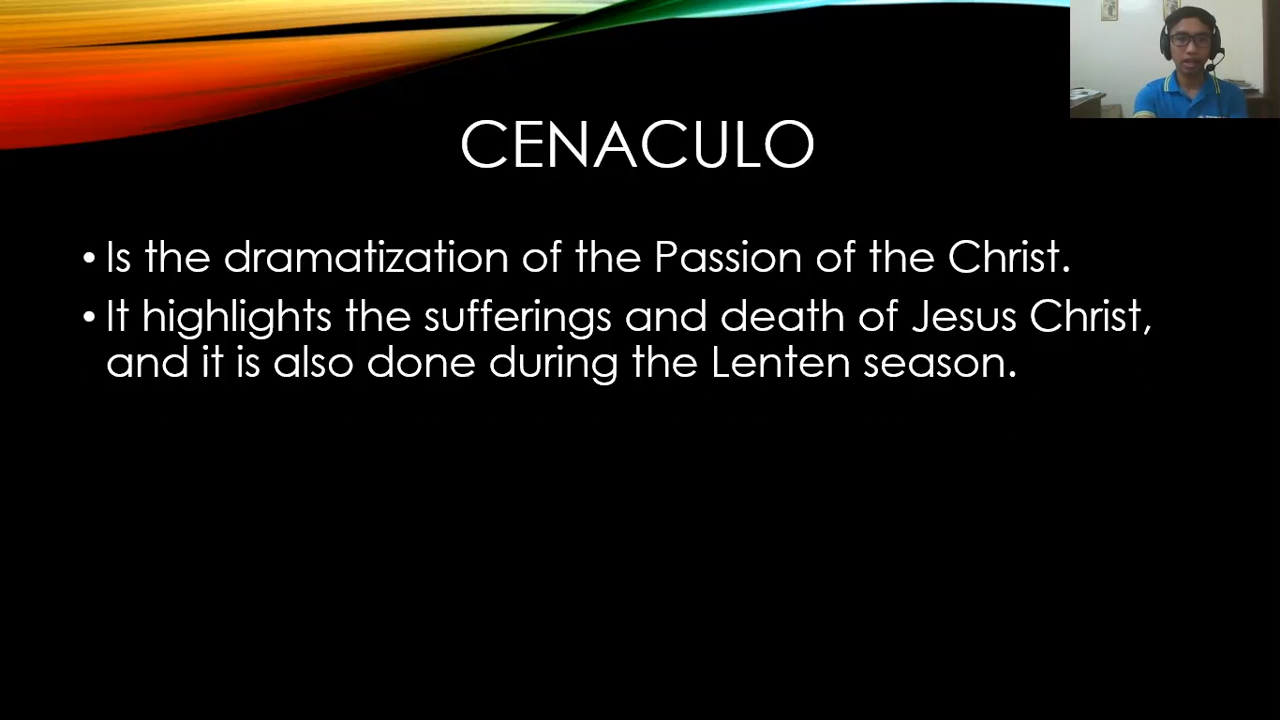 CENACULO
• Is the dramatization of the Passion of the Christ.
• It highlights the sufferings and death of Jesus Christ,
and it is also done during the Lenten season.